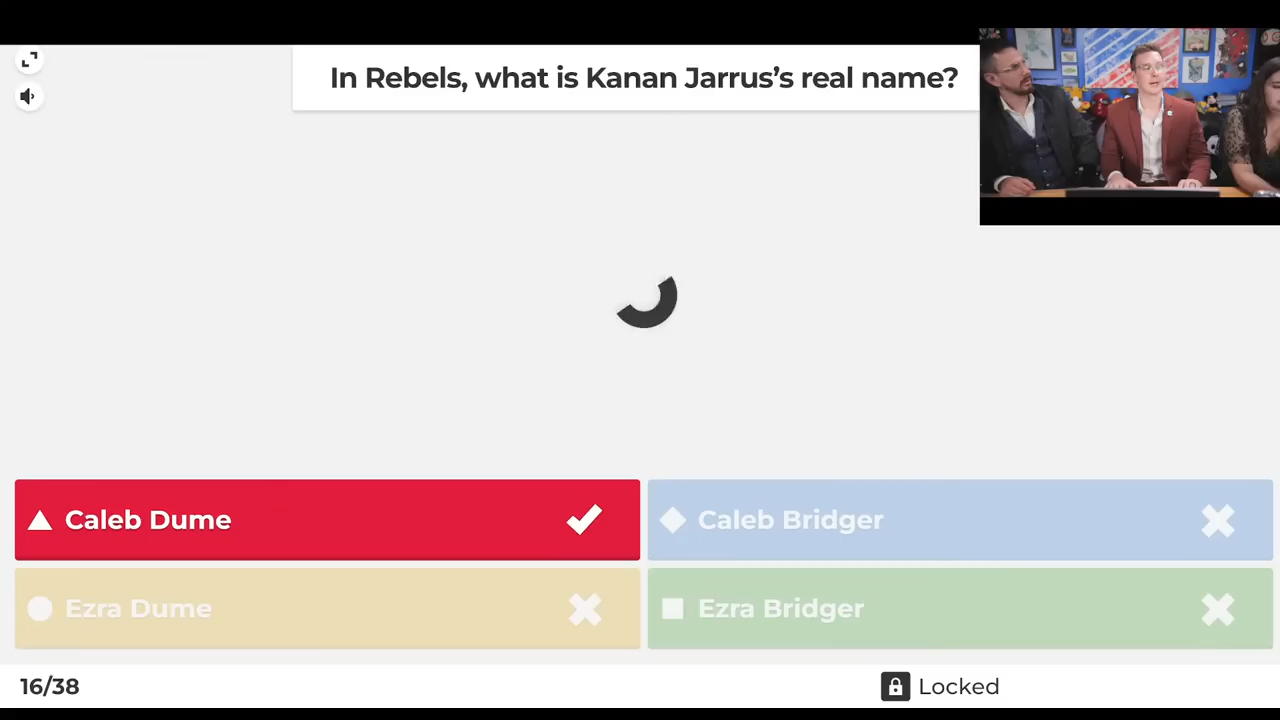 In Rebels, what is Kanan Jarrus’s real name?
Caleb Dume
Caleb Bridger
Ezra Dume
Ezra Bridger
16/38
Locked